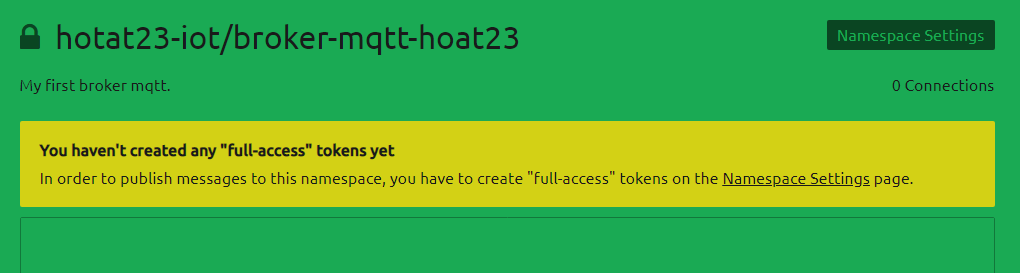 hotat23-iot/broker-mqtt-hoat23
Namespace Settings
My first broker mqtt.
0 Connections
You haven't created any "full-access" tokens yet
In order to publish messages to this namespace, you have to create "full-access" tokens on the Namespace Settings page.